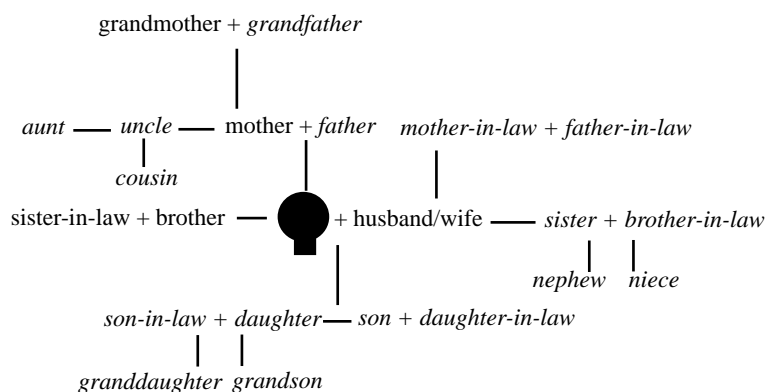 grandmother + grandfather
aunt uncle mother + father mother-in-law + father-in-law
cousin
sister-in-law + brother + husband/wife sister + brother-in-law
nephew niece
son-in-law + daughter son + daughter-in-law
granddaughter grandson